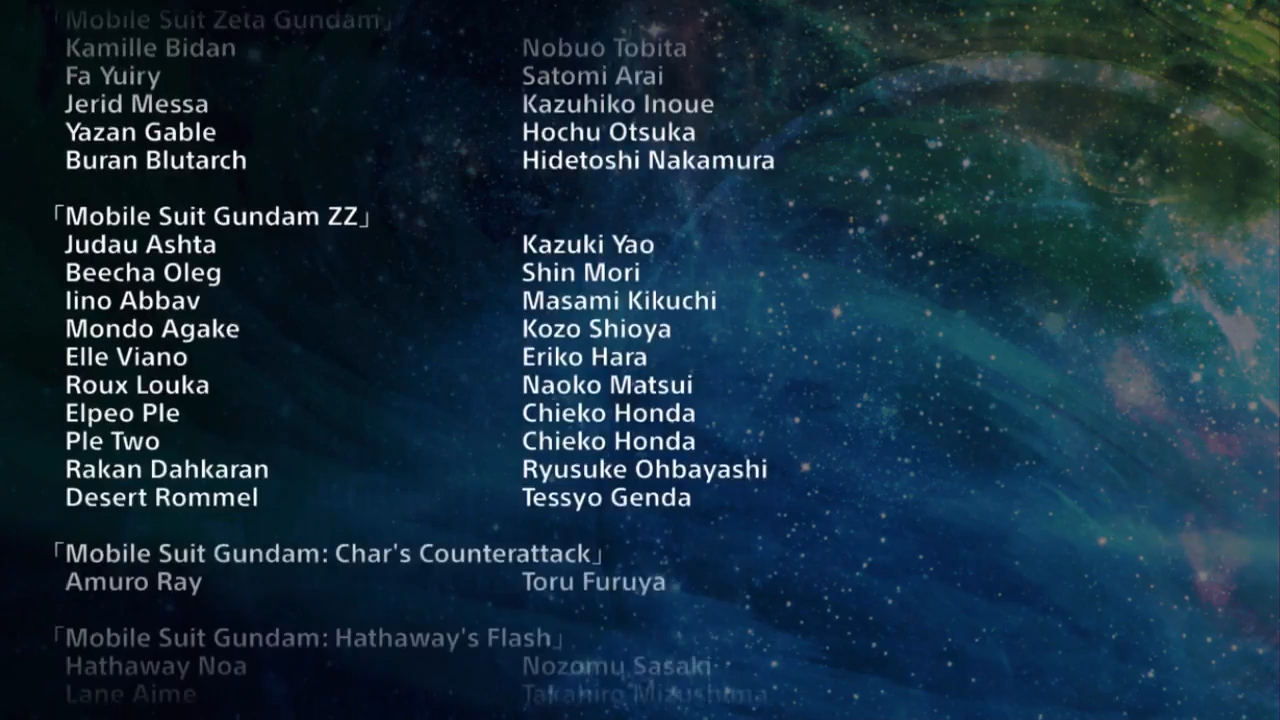 「Mobile Suit Zeta Gundam」
Kamille Bidan Nobuo Tobita
Fa Yuiry Satomi Arai
Jerid Messa Kazuhiko Inoue
Yazan Gable Hochu Otsuka
Buran Blutarch Hidetoshi Nakamura
「Mobile Suit Gundam ZZ」
Judau Ashta Kazuki Yao
Beecha Oleg Shin Mori
Iino Abbav Masami Kikuchi
Mondo Agake Kozo Shioya
Elle Viano Eriko Hara
Roux Louka Naoko Matsui
Elpeo Ple Chieko Honda
Ple Two Chieko Honda
Rakan Dahkaran Ryusuke Ohbayashi
Desert Rommel Tessyo Genda
「Mobile Suit Gundam: Char's Counterattack」
Amuro Ray Toru Furuya
「Mobile Suit Gundam: Hathaway's Flash」
Hathaway Noa Nozomu Sasaki
Lane Aime Takahiro Mizushima